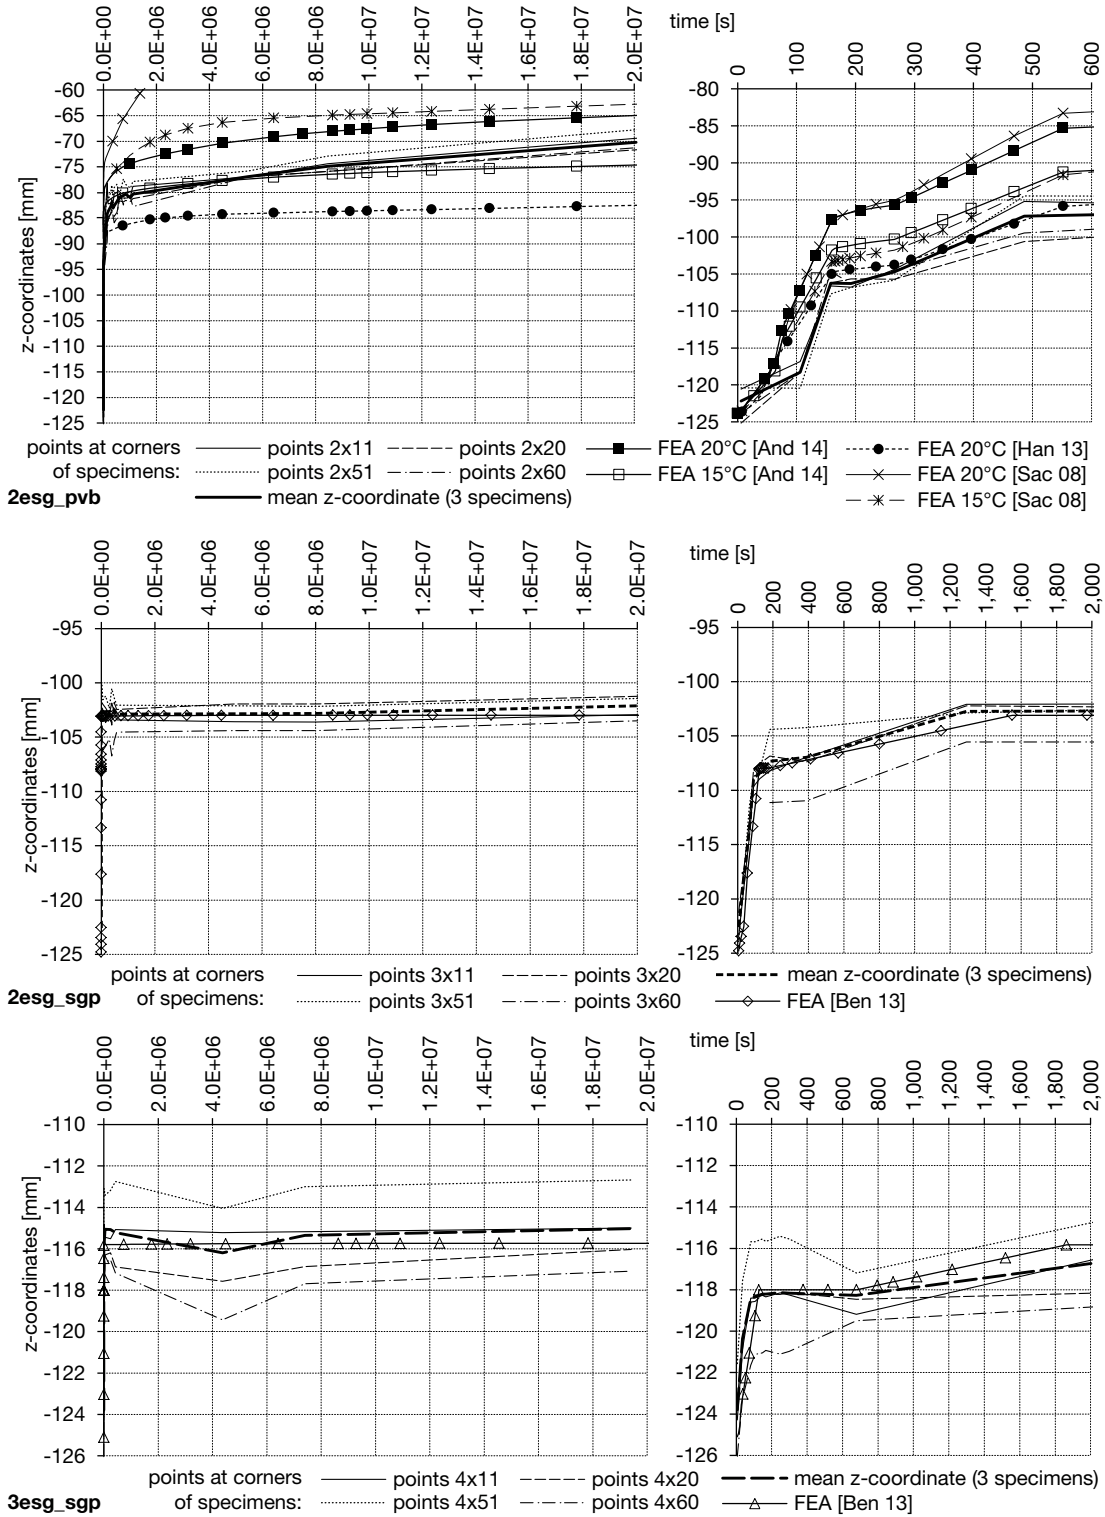 0.0E+00 2.0E+06 4.0E+06 6.0E+06 8.0E+06 1.0E+07 1.2E+07 1.4E+07 1.6E+07 1.8E+07 2.0E+07
time [s]
0 100 200 300 400 500 600
z-coordinates [mm]
-60
-65
-70
-75
-80
-85
-90
-95
-100
-105
-110
-115
-120
-125
-80
-85
-90
-95
-100
-105
-110
-115
-120
-125
points at corners points 2x11 points 2x20 FEA 20°C [And 14] FEA 20°C [Han 13]
of specimens: points 2x51 points 2x60 FEA 15°C [And 14] FEA 20°C [Sac 08]
2esg_pvb mean z-coordinate (3 specimens) FEA 15°C [Sac 08]
0.0E+00 2.0E+06 4.0E+06 6.0E+06 8.0E+06 1.0E+07 1.2E+07 1.4E+07 1.6E+07 1.8E+07 2.0E+07
time [s]
0 200 400 600 800 1,000 1,200 1,400 1,600 1,800 2,000
z-coordinates [mm]
-95
-100
-105
-110
-115
-120
-125
-95
-100
-105
-110
-115
-120
-125
points at corners points 3x11 points 3x20 mean z-coordinate (3 specimens)
2esg_sgp of specimens: points 3x51 points 3x60 FEA [Ben 13]
0.0E+00 2.0E+06 4.0E+06 6.0E+06 8.0E+06 1.0E+07 1.2E+07 1.4E+07 1.6E+07 1.8E+07 2.0E+07
time [s]
0 200 400 600 800 1,000 1,200 1,400 1,600 1,800 2,000
z-coordinates [mm]
-110
-112
-114
-116
-118
-120
-122
-124
-126
-110
-112
-114
-116
-118
-120
-122
-124
-126
points at corners points 4x11 points 4x20 mean z-coordinate (3 specimens)
3esg_sgp of specimens: points 4x51 points 4x60 FEA [Ben 13]